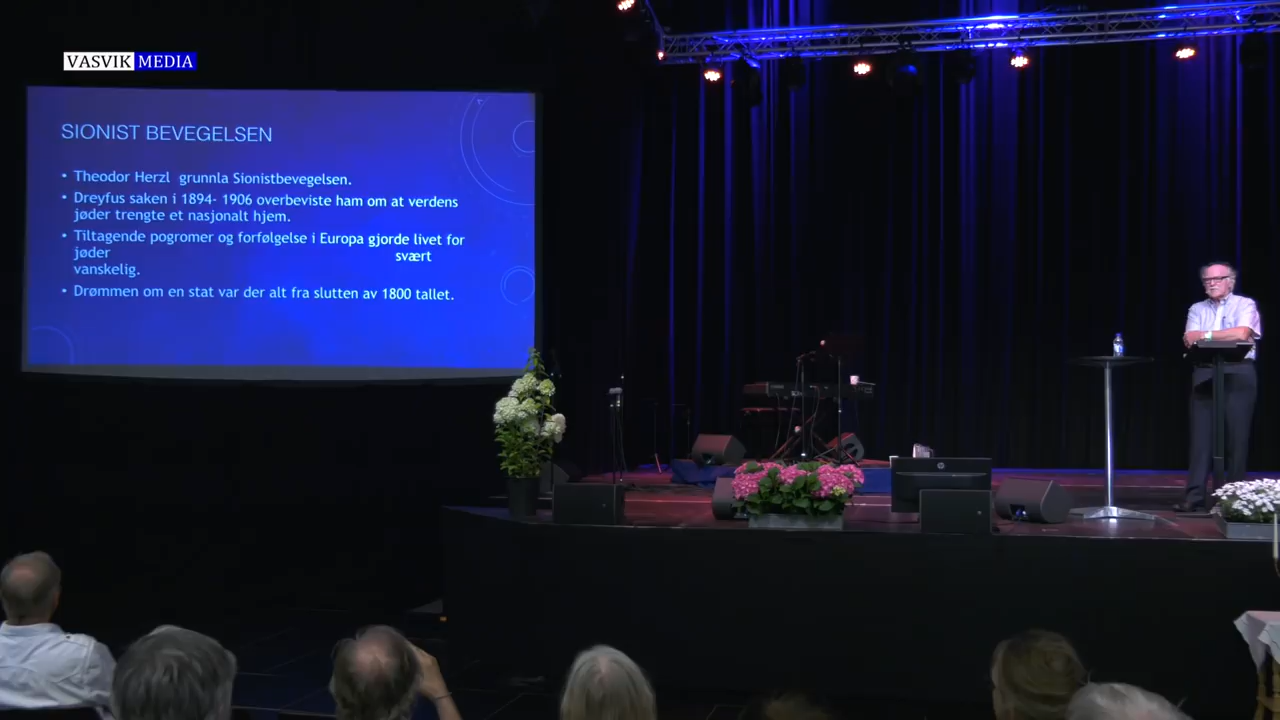 VASVIK MEDIA
SIONIST BEVEGELSEN
• Theodor Herzl grunnla Sionistbevegelsen.
• Dreyfus saken i 1894- 1906 overbeviste ham om at verdens
jøder trengte et nasjonalt hjem.
• Tiltagende pogromer og forfølgelse i Europa gjorde livet for
jøder svært
vanskelig.
• Drømmen om en stat var der alt fra slutten av 1800 tallet.
hp